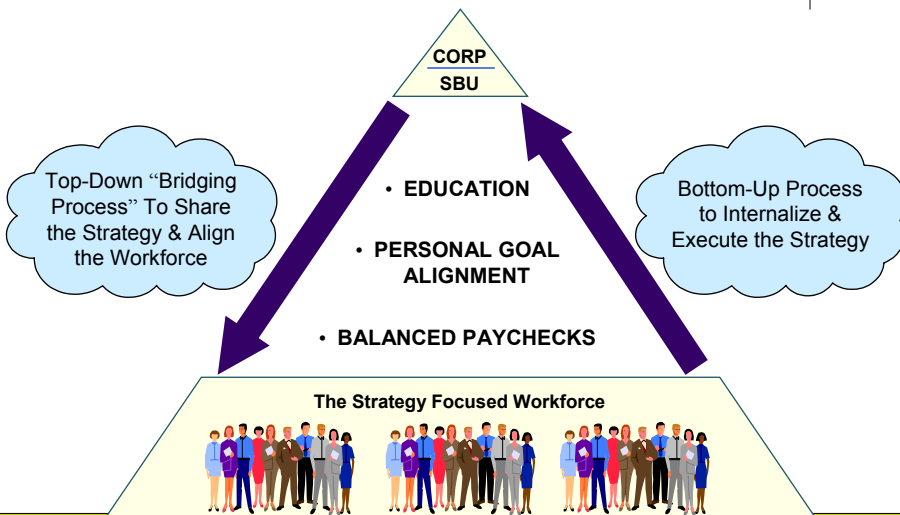 CORP
SBU
Top-Down “Bridging
Process” To Share
the Strategy & Align
the Workforce
• EDUCATION
• PERSONAL GOAL
ALIGNMENT
• BALANCED PAYCHECKS
Bottom-Up Process
to Internalize &
Execute the Strategy
The Strategy Focused Workforce